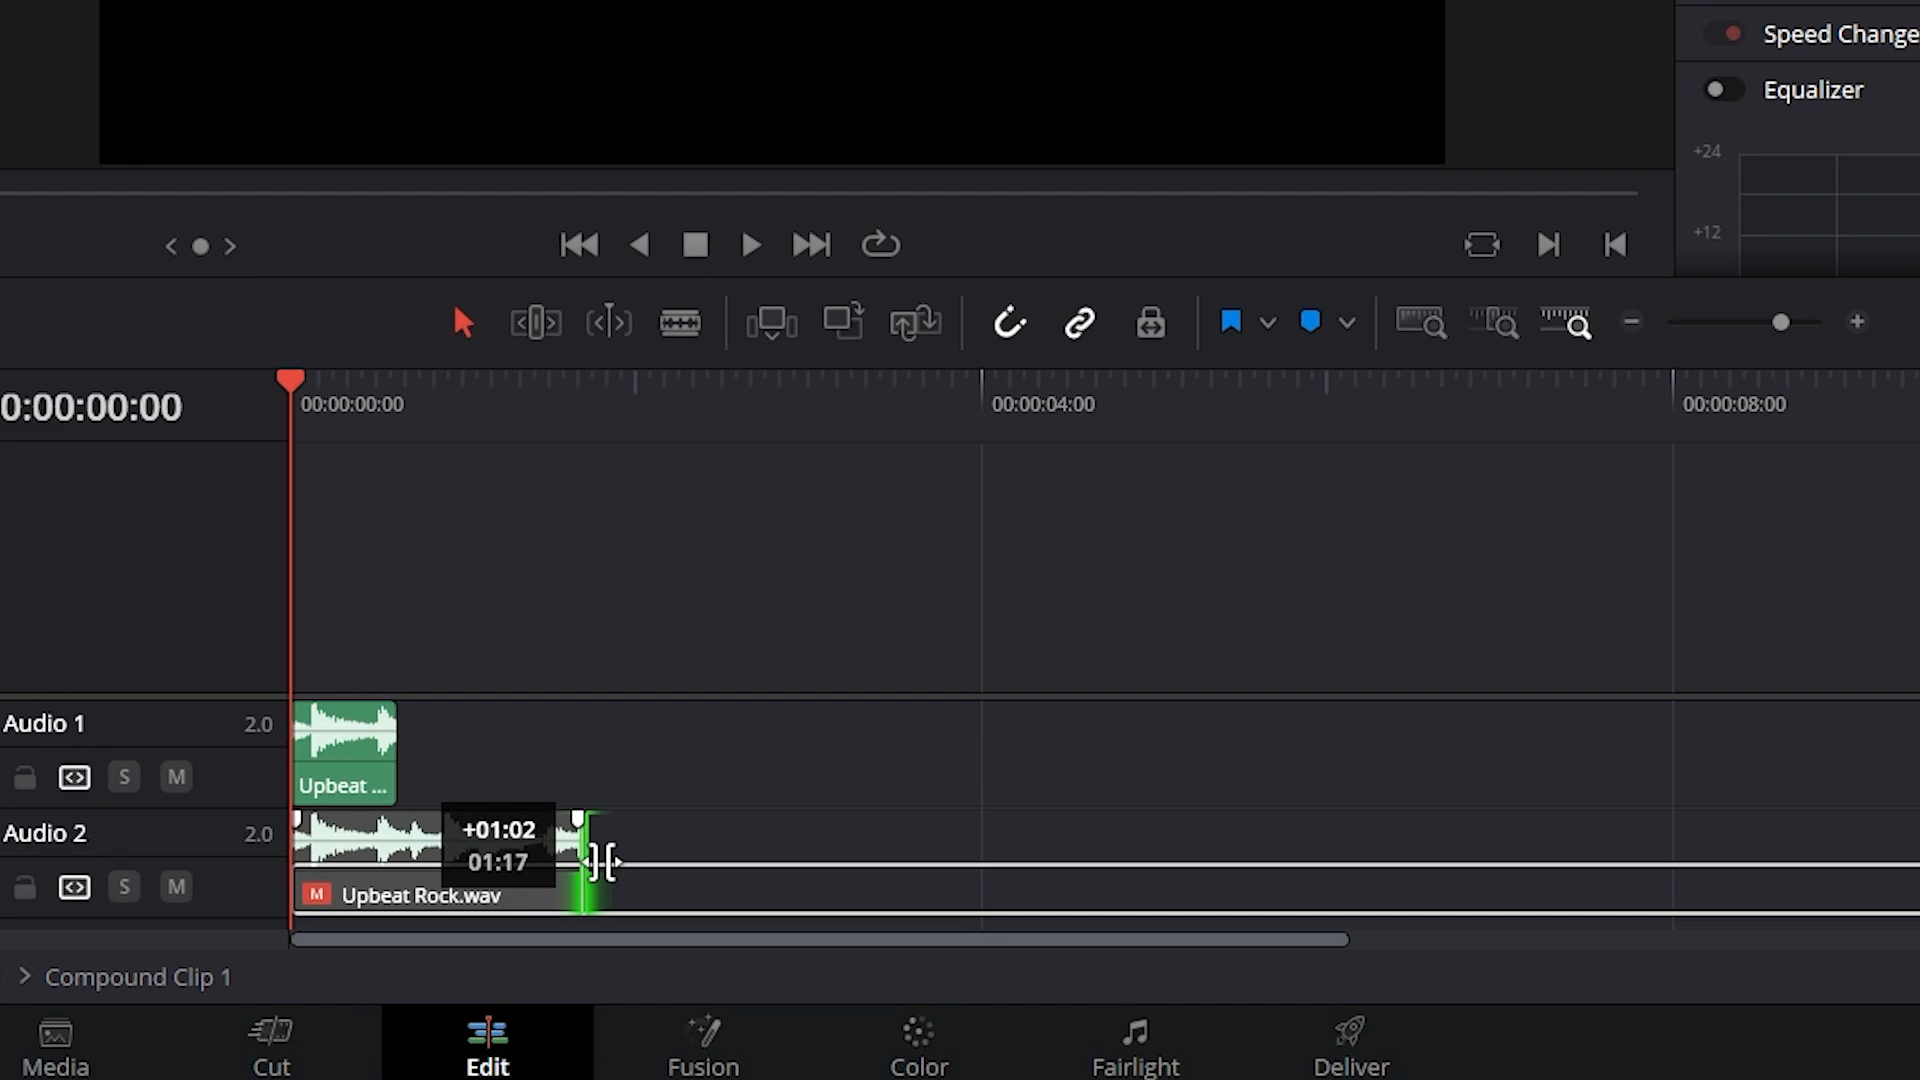 Speed Change
Equalizer
+24
+12
0:00:00:00
00:00:00:00
00:00:04:00
00:00:08:00
Audio 1
2.0
Upbeat ...
S
M
Audio 2
2.0
+01:02
01:17
S
M
M
Upbeat Rock.wav
Compound Clip 1
Media
Cut
Edit
Fusion
Color
Fairlight
Deliver